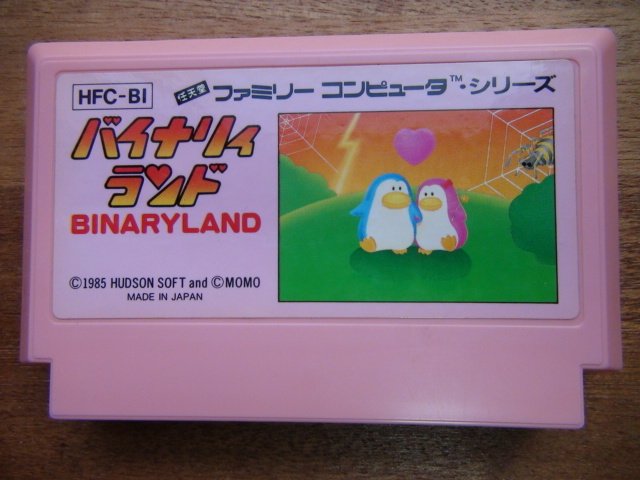 HFC-BI
任天堂 ファミリー コンピュータ™・シリーズ
バイナリィ
ランド
BINARYLAND
©1985 HUDSON SOFT and ©MOMO
MADE IN JAPAN